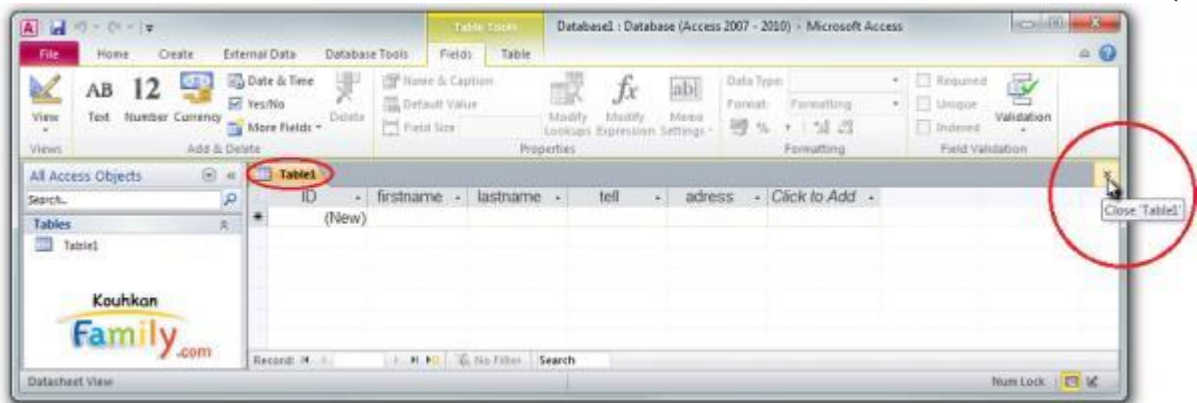 Table Tools
Database1 : Database (Access 2007 - 2010) - Microsoft Access
File Home Create External Data Database Tools Fields Table
View
AB Text
12 Number
Currency
Date & Time
Yes/No
More Fields
Delete
Name & Caption
Default Value
Field Size
Modify Lookups
fx Modify Expression
ab Memo Settings
Data Type:
Format: Formatting
%
Required
Unique
Indexed
Validation
Views Add & Delete Properties Formatting Field Validation
All Access Objects
Search..
Tables
Table1
Table1
ID firstname lastname tell adress Click to Add
(New)
Close 'Table1'
Kouhkan
Family.com
Record: No Filter Search
Datasheet View Num Lock